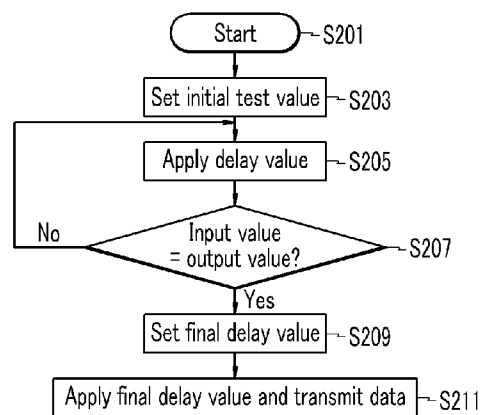 Start S201
Set initial test value S203
Apply delay value S205
No
Input value
= output value? S207
Yes
Set final delay value S209
Apply final delay value and transmit data S211